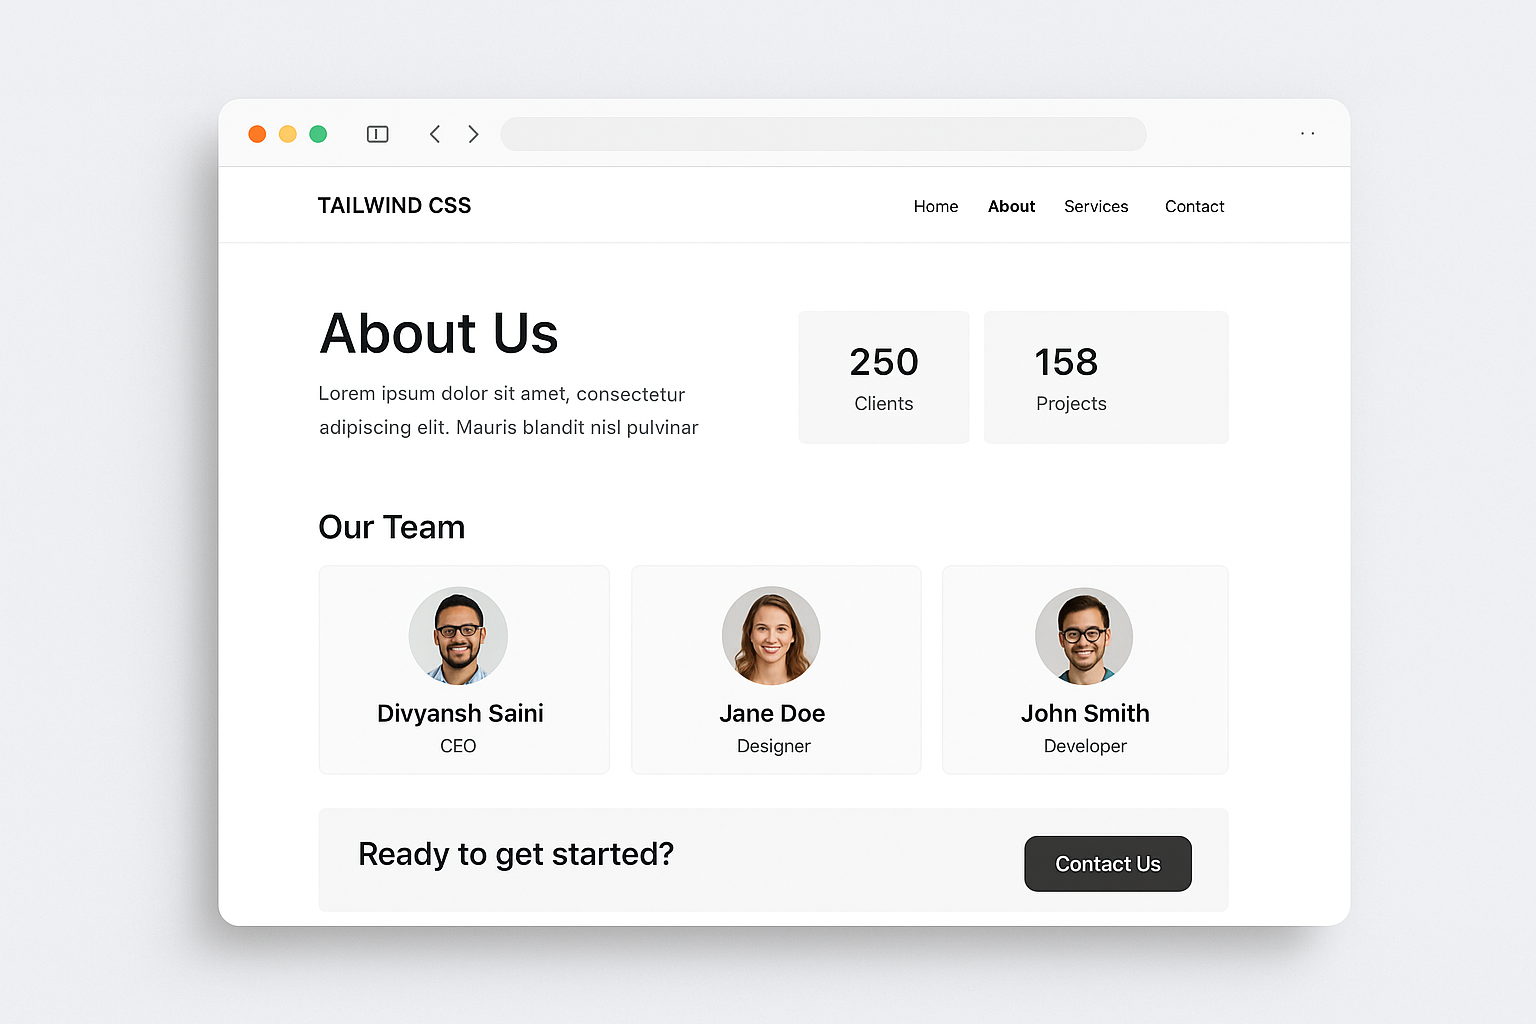 TAILWIND CSS
Home About Services Contact
About Us
Lorem ipsum dolor sit amet, consectetur
adipiscing elit. Mauris blandit nisl pulvinar
250
Clients
158
Projects
Our Team
Divyansh Saini
CEO
Jane Doe
Designer
John Smith
Developer
Ready to get started?
Contact Us